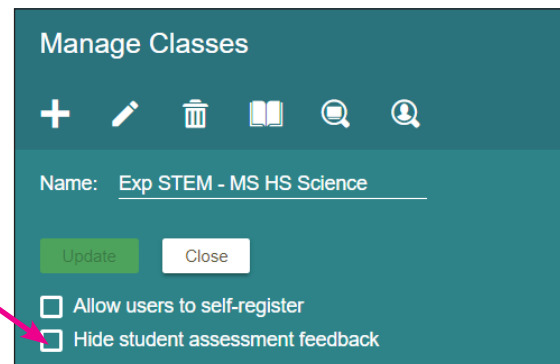 Manage Classes
Name: Exp STEM - MS HS Science
Update Close
Allow users to self-register
Hide student assessment feedback